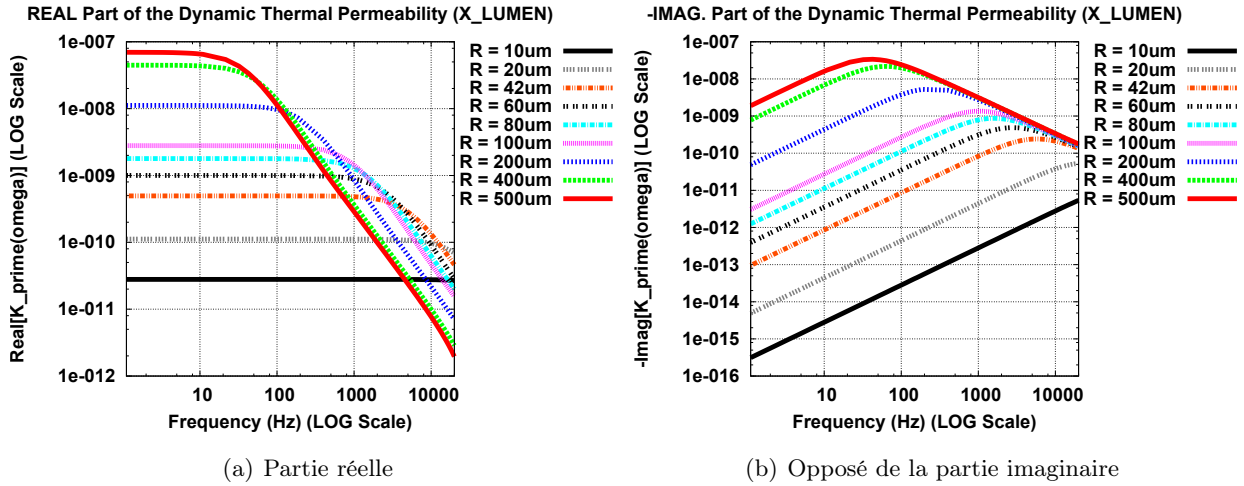 REAL Part of the Dynamic Thermal Permeability (X_LUMEN)
Real[K_prime(omega)] (LOG Scale)
1e-007
1e-008
1e-009
1e-010
1e-011
1e-012
10
100
1000
10000
Frequency (Hz) (LOG Scale)
R = 10um
R = 20um
R = 42um
R = 60um
R = 80um
R = 100um
R = 200um
R = 400um
R = 500um
(a) Partie réelle
-IMAG. Part of the Dynamic Thermal Permeability (X_LUMEN)
-Imag[K_prime(omega)] (LOG Scale)
1e-007
1e-008
1e-009
1e-010
1e-011
1e-012
1e-013
1e-014
1e-015
1e-016
10
100
1000
10000
Frequency (Hz) (LOG Scale)
R = 10um
R = 20um
R = 42um
R = 60um
R = 80um
R = 100um
R = 200um
R = 400um
R = 500um
(b) Opposé de la partie imaginaire